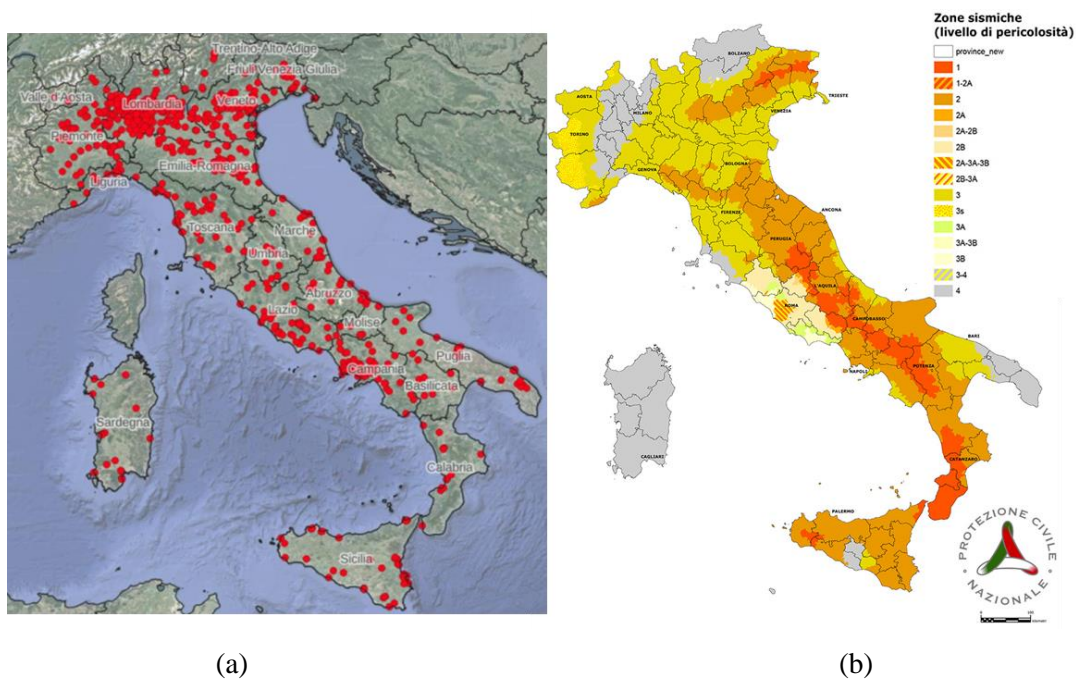 Trentino-Alto Adige
Friuli Venezia Giulia
Valle d'Aosta
Lombardia
Veneto
Piemonte
Emilia-Romagna
Liguria
Toscana
Marche
Umbria
Abruzzo
Lazio
Molise
Campania
Puglia
Basilicata
Sardegna
Calabria
Sicilia
(a)
Zone sismiche
(livello di pericolosità)
province_new
1
1-2A
2
2A
2A-2B
2B
2A-3A-3B
2B-3A
3
3s
3A
3A-3B
3B
3-4
4
BOLZANO
AOSTA
MILANO
TRIESTE
VENEZIA
TORINO
GENOVA
BOLOGNA
FIRENZE
ANCONA
PERUGIA
L'AQUILA
ROMA
CAMPOBASSO
BARI
NAPOLI
POTENZA
CAGLIARI
CATANZARO
PALERMO
PROTEZIONE CIVILE
NAZIONALE
(b)